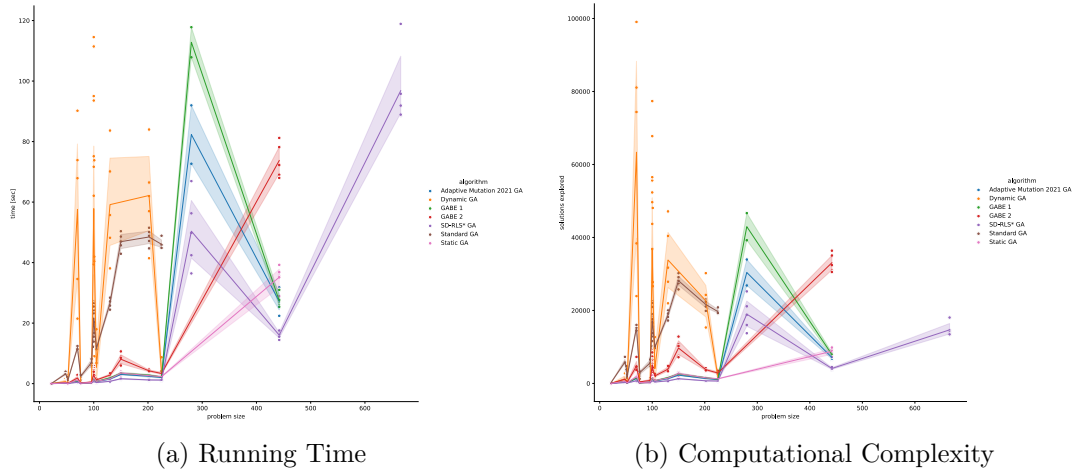 120
100
80
60
40
20
0
time [sec]
0
100
200
300
400
500
600
problem size
algorithm
Adaptive Mutation 2021 GA
Dynamic GA
GABE 1
GABE 2
SD-RLS* GA
Standard GA
Static GA
(a) Running Time
100000
80000
60000
40000
20000
0
solutions explored
0
100
200
300
400
500
600
problem size
algorithm
Adaptive Mutation 2021 GA
Dynamic GA
GABE 1
GABE 2
SD-RLS* GA
Standard GA
Static GA
(b) Computational Complexity